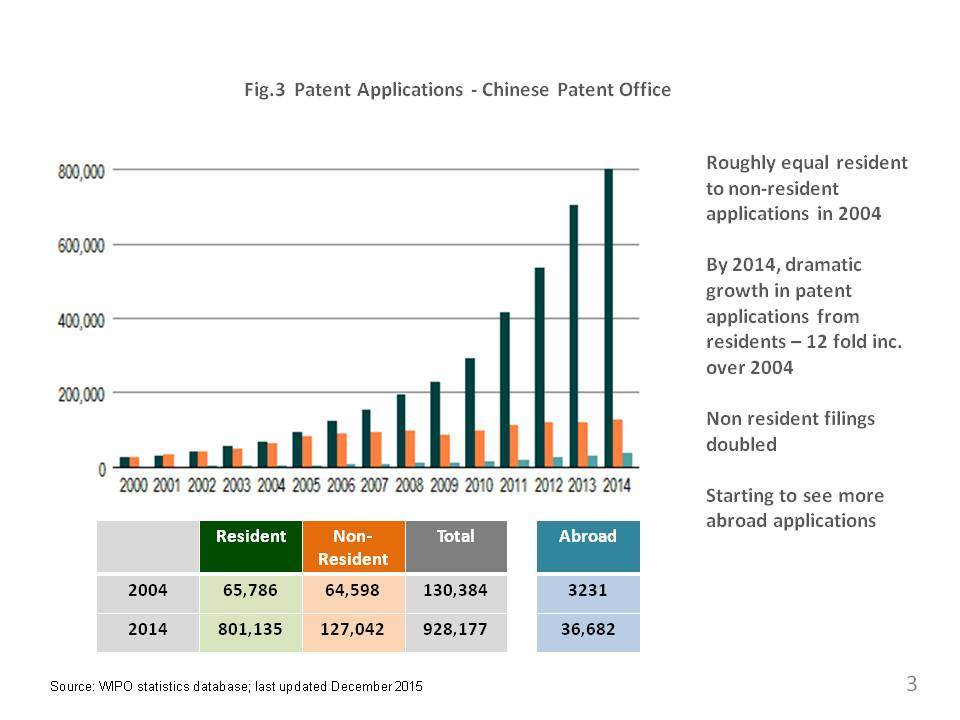 Fig.3 Patent Applications - Chinese Patent Office
800,000
600,000
400,000
200,000
0
2000 2001 2002 2003 2004 2005 2006 2007 2008 2009 2010 2011 2012 2013 2014
Roughly equal resident
to non-resident
applications in 2004
By 2014, dramatic
growth in patent
applications from
residents – 12 fold inc.
over 2004
Non resident filings
doubled
Starting to see more
abroad applications
Resident Non- Total Abroad
Resident
2004 65,786 64,598 130,384 3231
2014 801,135 127,042 928,177 36,682
Source: WIPO statistics database; last updated December 2015
3